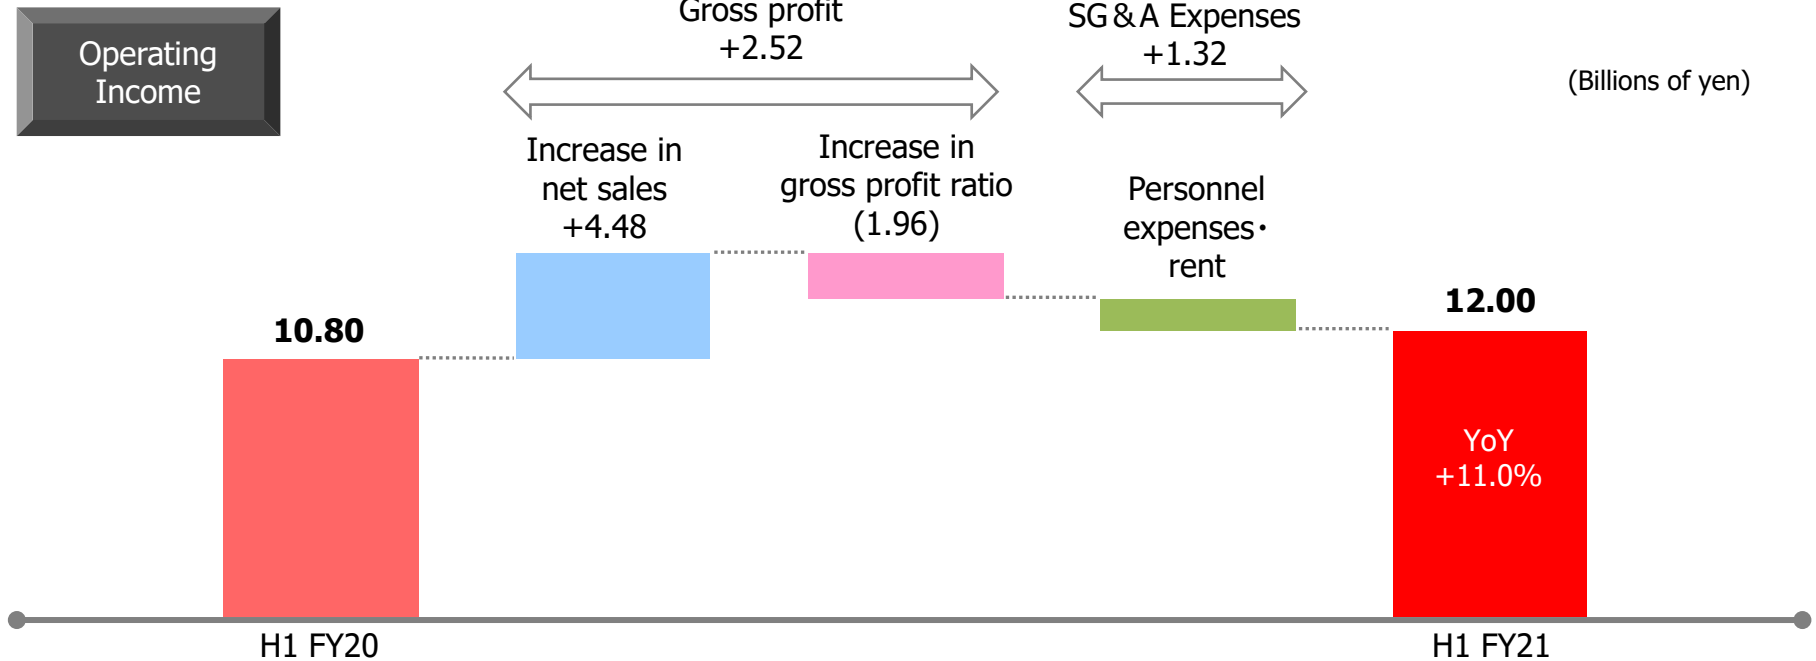 Operating
Income
Gross profit
+2.52
SG&A Expenses
+1.32
(Billions of yen)
Increase in
net sales
+4.48
Increase in
gross profit ratio
(1.96)
Personnel
expenses・
rent
10.80
12.00
YoY
+11.0%
H1 FY20
H1 FY21